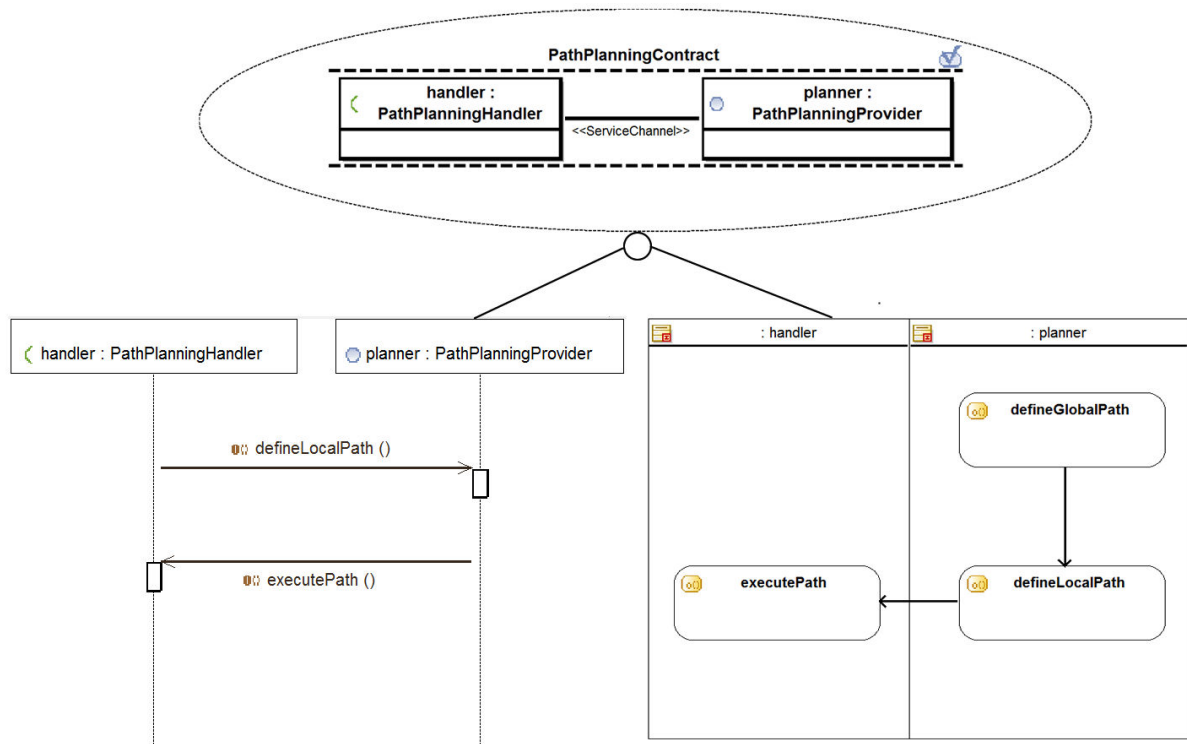 PathPlanningContract
handler :
PathPlanningHandler
<<ServiceChannel>>
planner :
PathPlanningProvider
handler : PathPlanningHandler
planner : PathPlanningProvider
defineLocalPath ()
executePath ()
: handler
: planner
defineGlobalPath
executePath
defineLocalPath